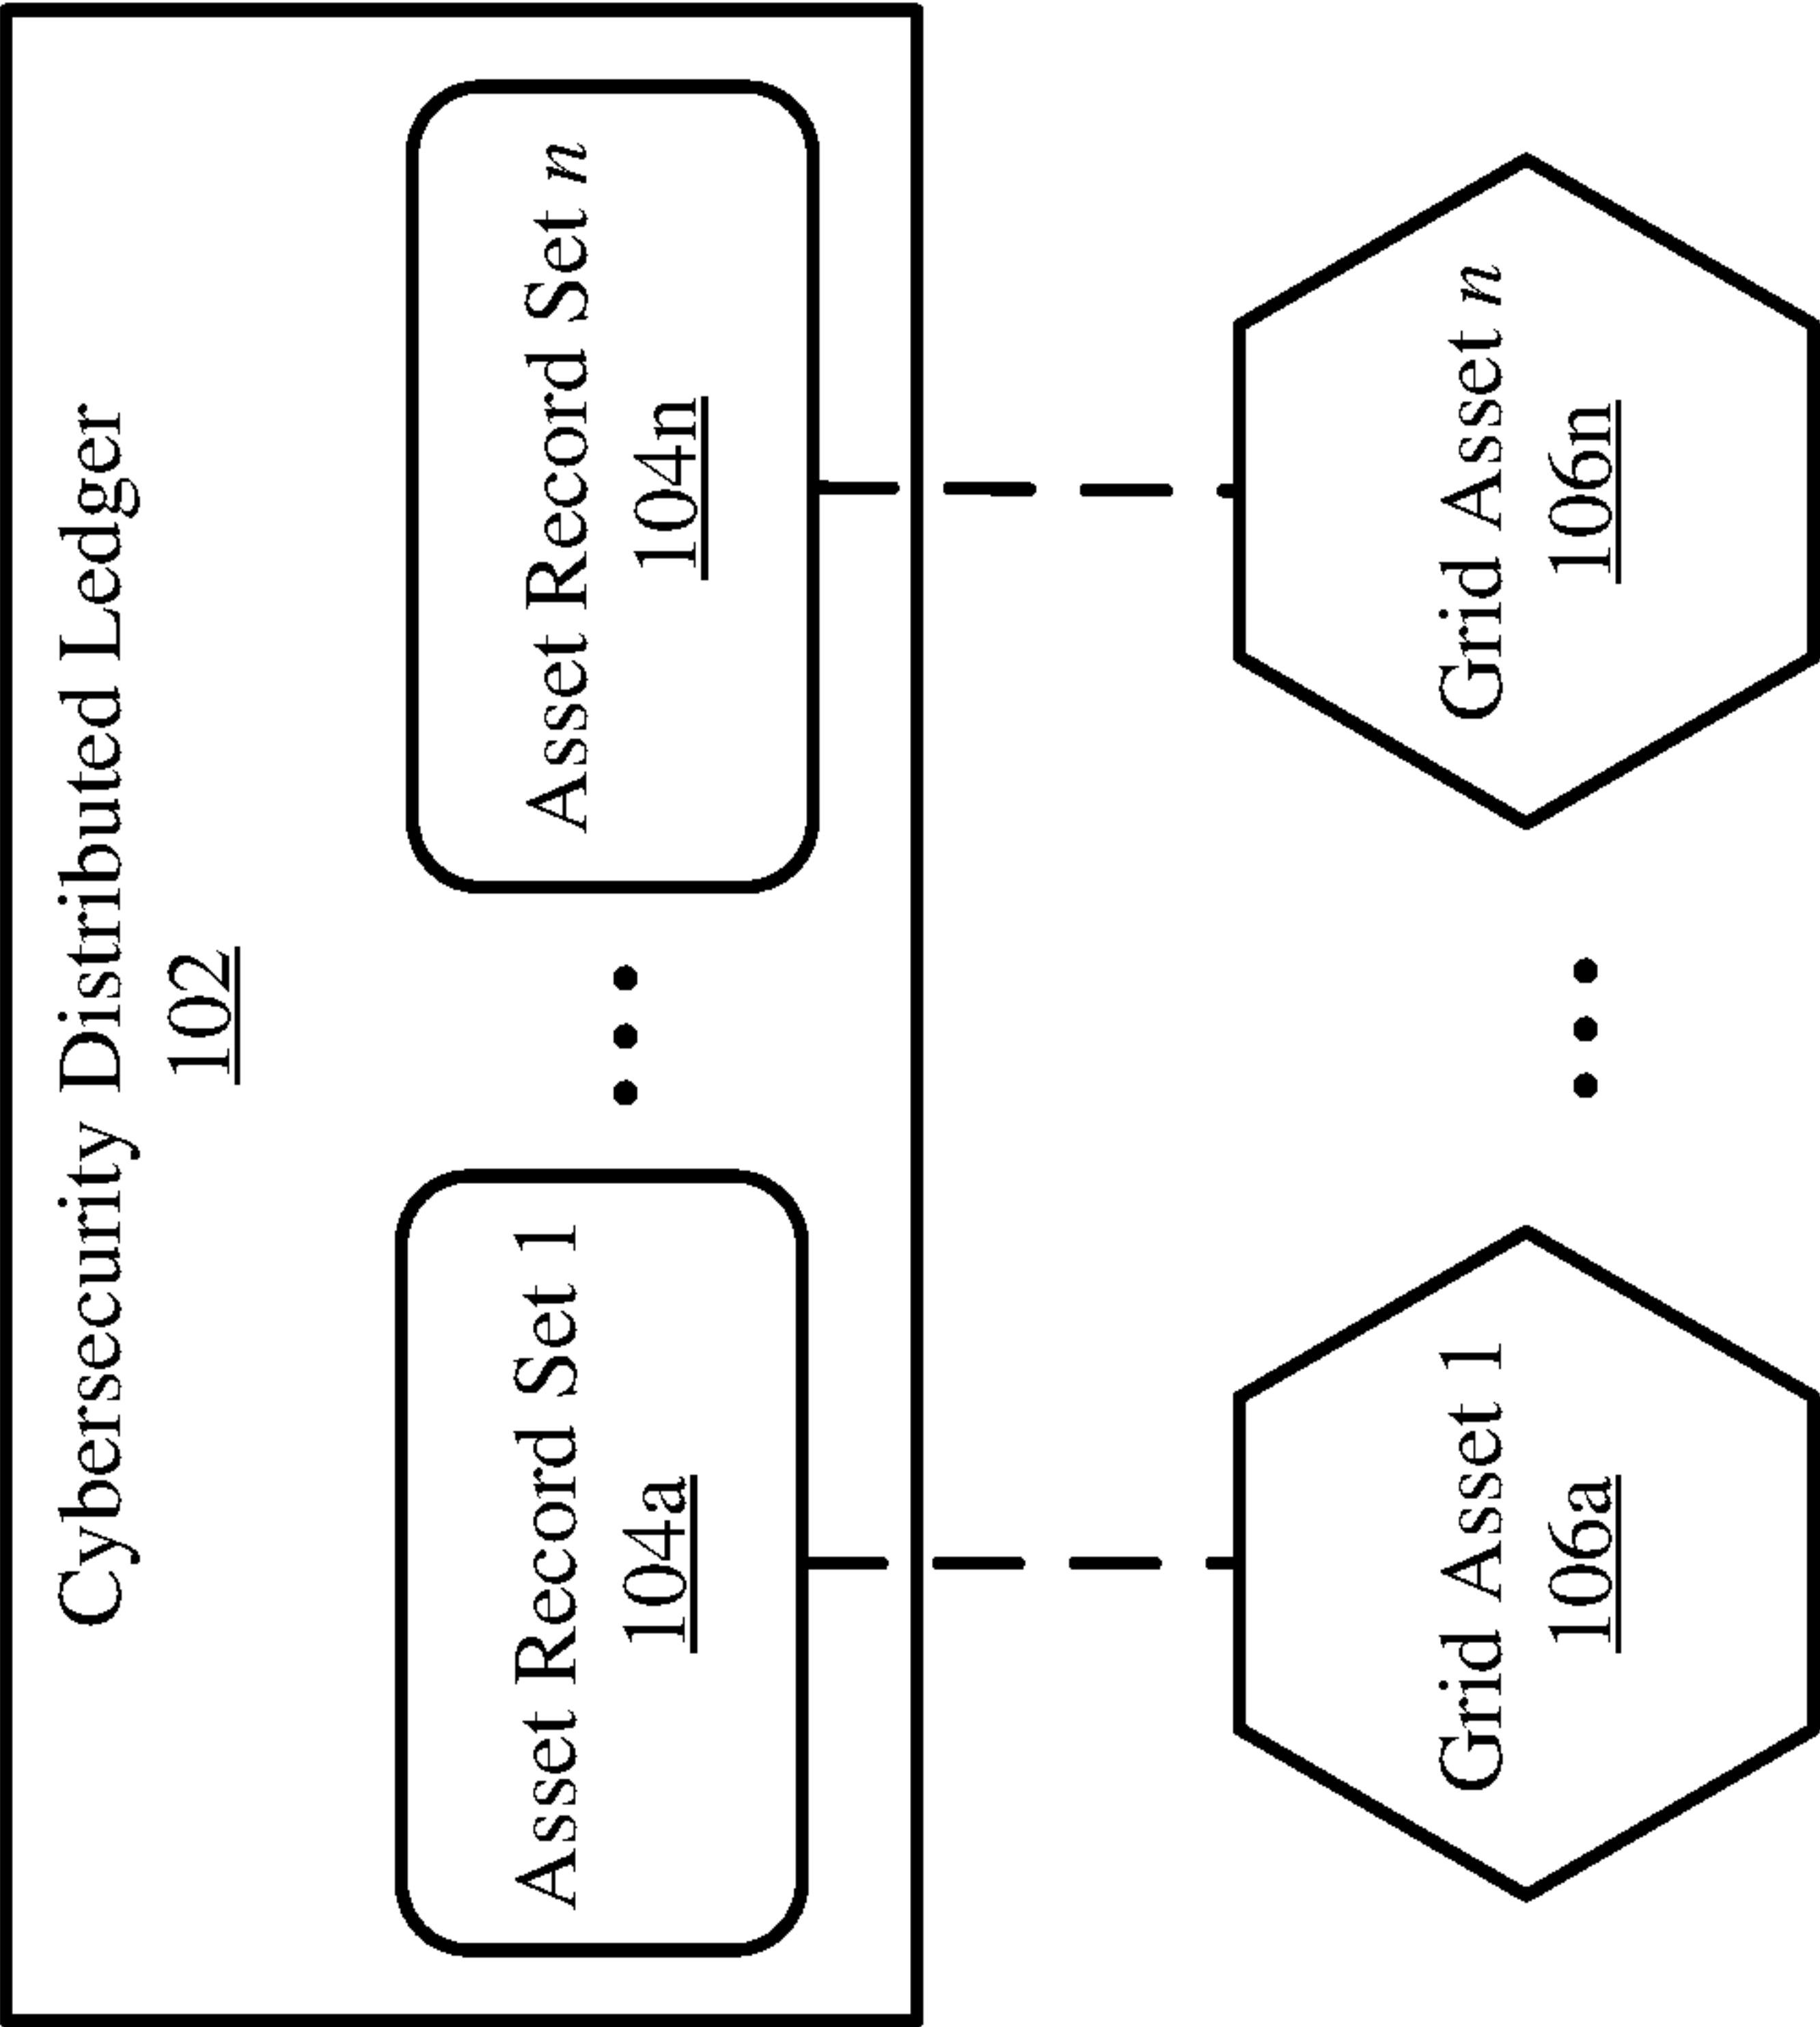 Cybersecurity Distributed Ledger
102
Asset Record Set 1
104a
Asset Record Set n
104n
Grid Asset 1
106a
Grid Asset n
106n